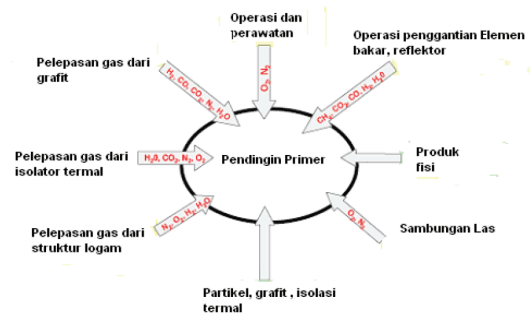 Operasi dan
perawatan
Operasi penggantian Elemen
bakar, reflektor
Pelepasan gas dari
grafit
H₂, CO, CO₂, N₂, H₂O
O₂, N₂
CH₄, CO₂, CO, H₂, H₂O
Pelepasan gas dari
isolator termal
H₂0, CO₂, N₂, O₂
Pendingin Primer
Produk
fisi
Pelepasan gas dari
struktur logam
N₂, O₂, H₂, H₂O
O₂, N₂
Sambungan Las
Partikel, grafit , isolasi
termal